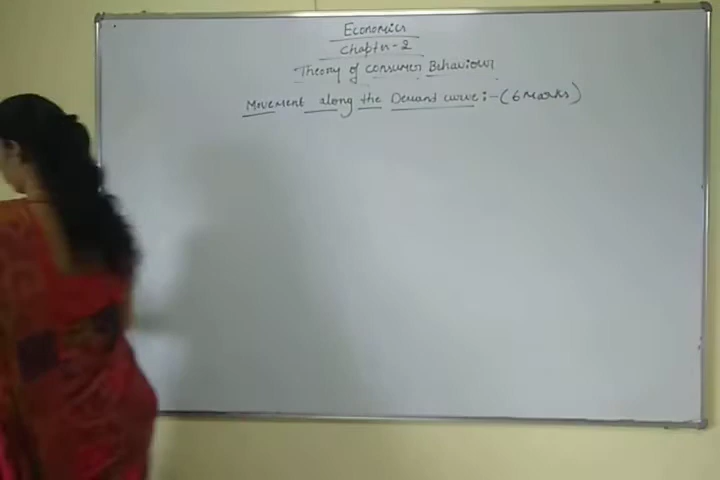 Economics
Chapter-2
Theory of consumer Behaviour
Movement along the Demand curve:-(6 Marks)